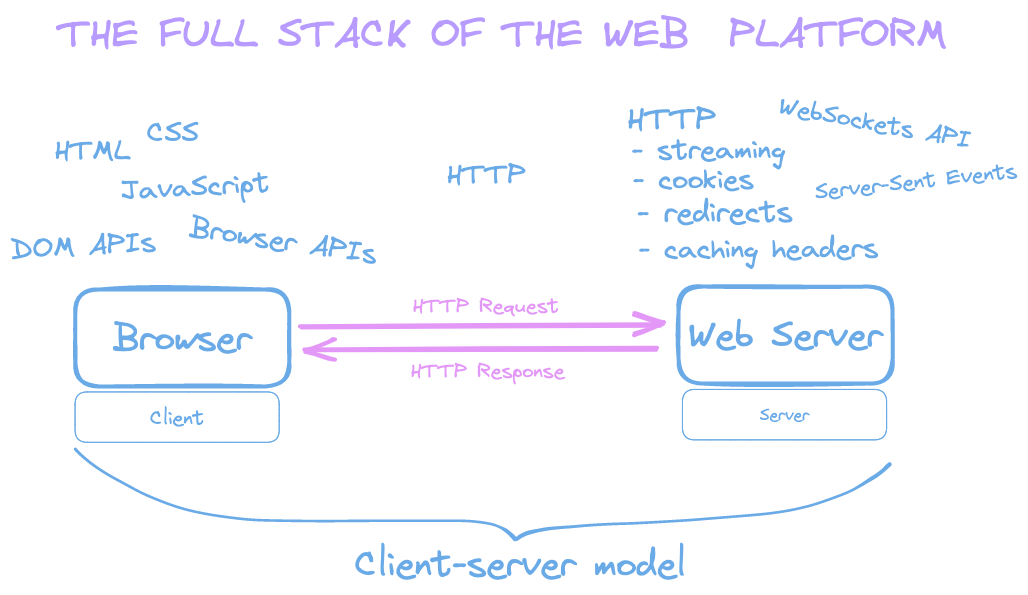 THE FULL STACK OF THE WEB PLATFORM
HTML
CSS
JavaScript
DOM APIs
Browser APIs
HTTP
HTTP
- streaming
- cookies
- redirects
- caching headers
WebSockets API
Server-Sent Events
Browser
Client
HTTP Request
HTTP Response
Web Server
Server
Client-server model